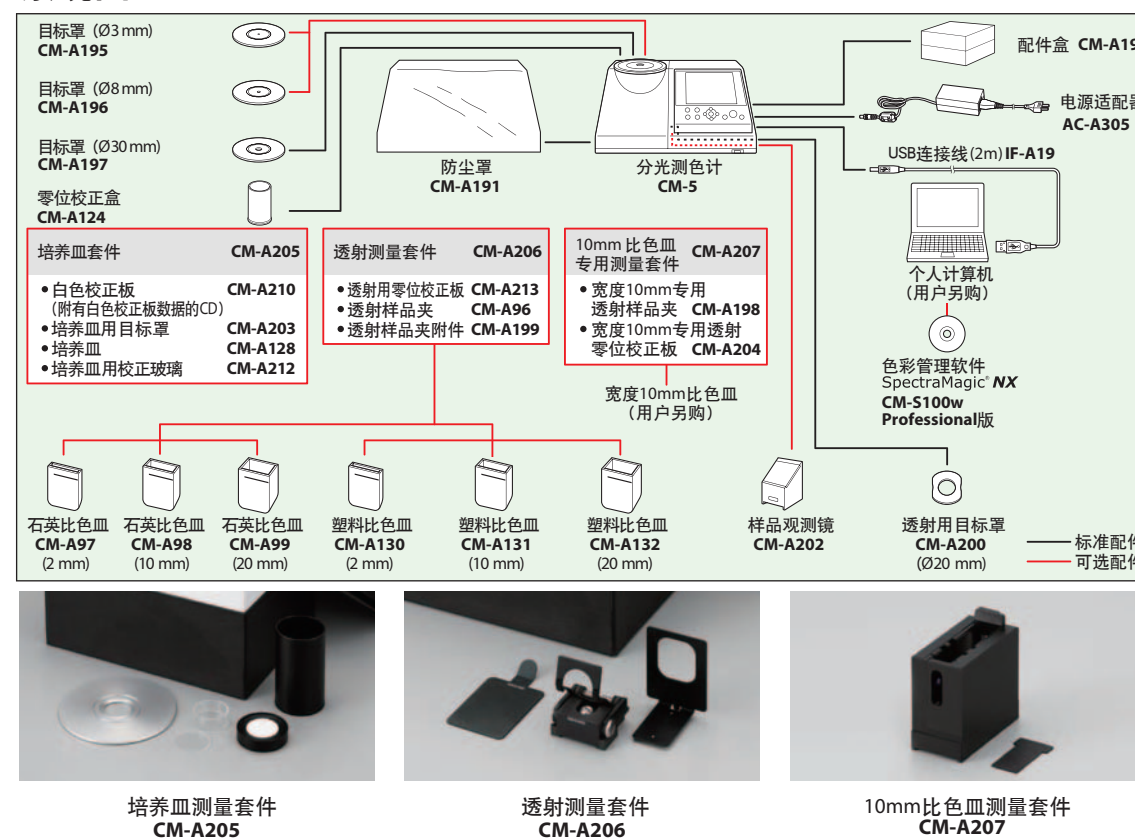 目标罩 (Ø3 mm)
CM-A195
目标罩 (Ø8 mm)
CM-A196
目标罩 (Ø30 mm)
CM-A197
零位校正盒
CM-A124
防尘罩
CM-A191
分光测色计
CM-5
配件盒 CM-A19
电源适配器
AC-A305
USB连接线(2m) IF-A19
个人计算机
(用户另购)
色彩管理软件
SpectraMagic® NX
CM-S100w
Professional版
培养皿套件 CM-A205
•白色校正板 CM-A210
(附有白色校正板数据的CD)
•培养皿用目标罩 CM-A203
•培养皿 CM-A128
•培养皿用校正玻璃 CM-A212
透射测量套件 CM-A206
•透射用零位校正板 CM-A213
•透射样品夹 CM-A96
•透射样品夹附件 CM-A199
10mm 比色皿
专用测量套件 CM-A207
•宽度10mm专用
透射样品夹 CM-A198
•宽度10mm专用透射
零位校正板 CM-A204
宽度10mm比色皿
(用户另购)
石英比色皿
CM-A97
(2 mm)
石英比色皿
CM-A98
(10 mm)
石英比色皿
CM-A99
(20 mm)
塑料比色皿
CM-A130
(2 mm)
塑料比色皿
CM-A131
(10 mm)
塑料比色皿
CM-A132
(20 mm)
样品观测镜
CM-A202
透射用目标罩
CM-A200
(Ø20 mm)
标准配件
可选配件
培养皿测量套件
CM-A205
透射测量套件
CM-A206
10mm比色皿测量套件
CM-A207